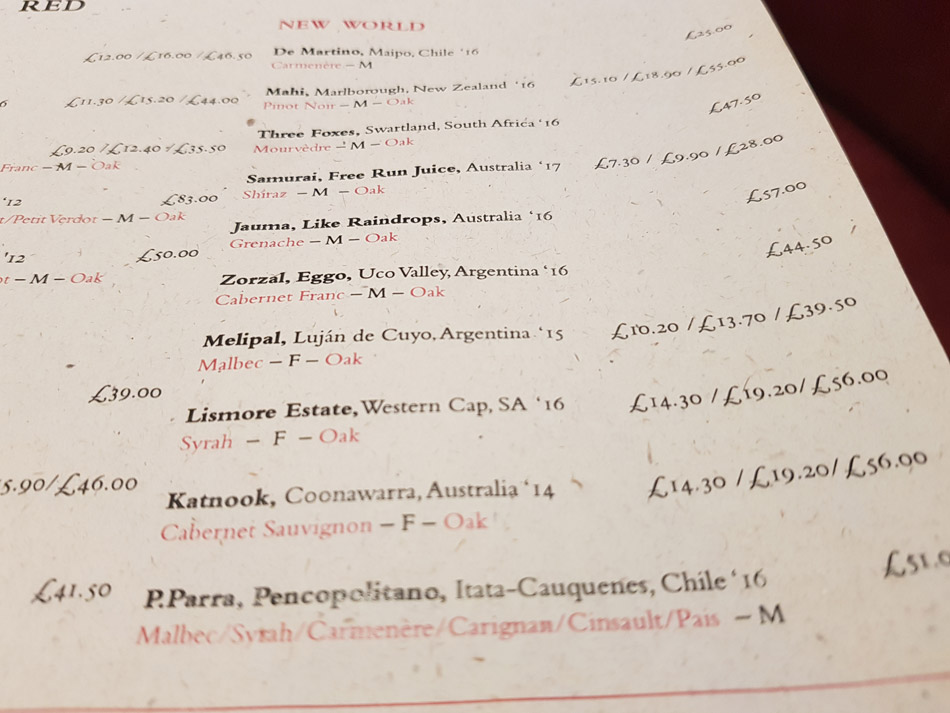 RED
NEW WORLD
£12.00 /£16.00 /£46.50
De Martino, Maipo, Chile ‘16 £25.00
Carmenère – M
6 £11.30 /£15.20 /£44.00
Mahi, Marlborough, New Zealand ‘16 £15.10 /£18.90 /£55.00
Pinot Noir – M – Oak
£9.20 /£12.40 /£35.50
Franc – M – Oak
Three Foxes, Swartland, South Africa ‘16 £47.50
Mourvèdre – M – Oak
‘12 £83.00
t/Petit Verdot – M – Oak
Samurai, Free Run Juice, Australia ‘17 £7.30 / £9.90 /£28.00
Shiraz – M – Oak
‘12 £50.00
ot – M – Oak
Jauma, Like Raindrops, Australia ‘16 £57.00
Grenache – M – Oak
Zorzal, Eggo, Uco Valley, Argentina ‘16 £44.50
Cabernet Franc – M – Oak
Melipal, Luján de Cuyo, Argentina ‘15 £10.20 /£13.70 /£39.50
Malbec – F – Oak
£39.00
Lismore Estate, Western Cap, SA ‘16 £14.30 /£19.20/ £56.00
Syrah – F – Oak
5.90/£46.00
Katnook, Coonawarra, Australia ‘14 £14.30 /£19.20/ £56.00
Cabernet Sauvignon – F – Oak
£41.50
P.Parra, Pencopolitano, Itata-Cauquenes, Chile ‘16 £51.0
Malbec/Syrah/Carmenère/Carignan/Cinsault/Pais – M